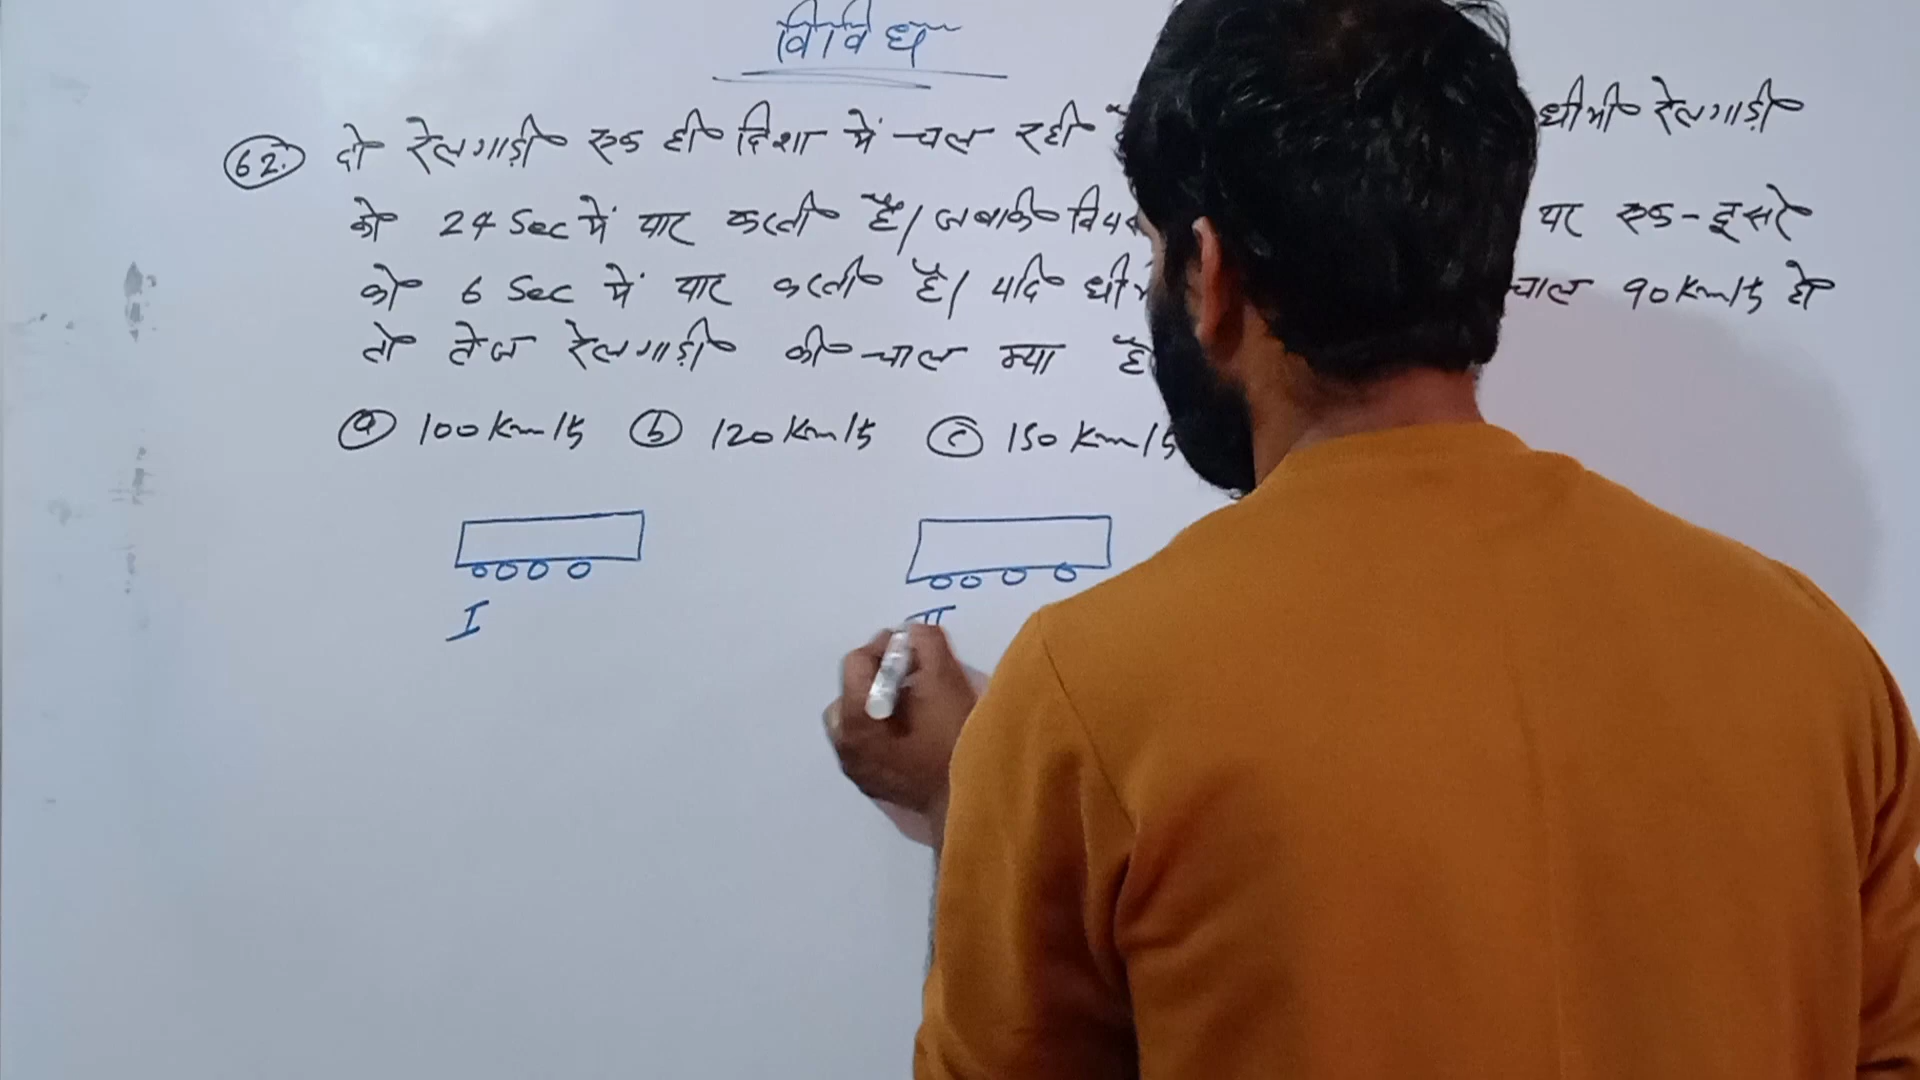 विविध
62. दो रेलगाड़ी एक ही दिशा में चल रही धीमी रेलगाड़ी
को 24 Sec में पार करती है। जबकि पर एक-दूसरे
को 6 Sec में पार करती है। यदि चाल 90 Km/h हो
तो तेज रेलगाड़ी की चाल क्या है
(a) 100 Km/h (b) 120 Km/h (c) 150 Km/h
I II